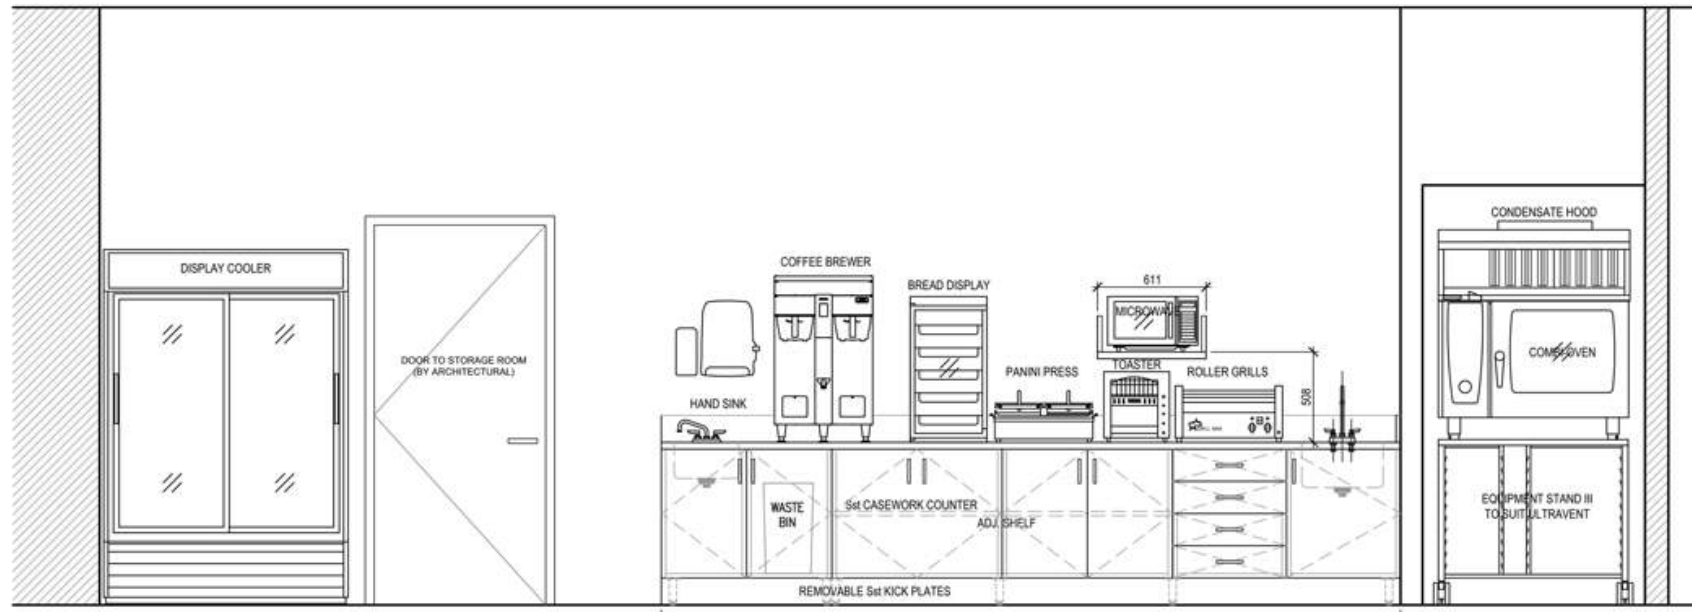 CONDENSATE HOOD
COFFEE BREWER
DISPLAY COOLER
611
BREAD DISPLAY
MICROWAVE
DOOR TO STORAGE ROOM
(BY ARCHITECTURAL)
COMBI OVEN
TOASTER
PANINI PRESS
ROLLER GRILLS
508
HAND SINK
EQUIPMENT STAND III
TO SUIT ULTRAVENT
WASTE
BIN
Sst CASEWORK COUNTER
ADJ. SHELF
REMOVABLE Sst KICK PLATES